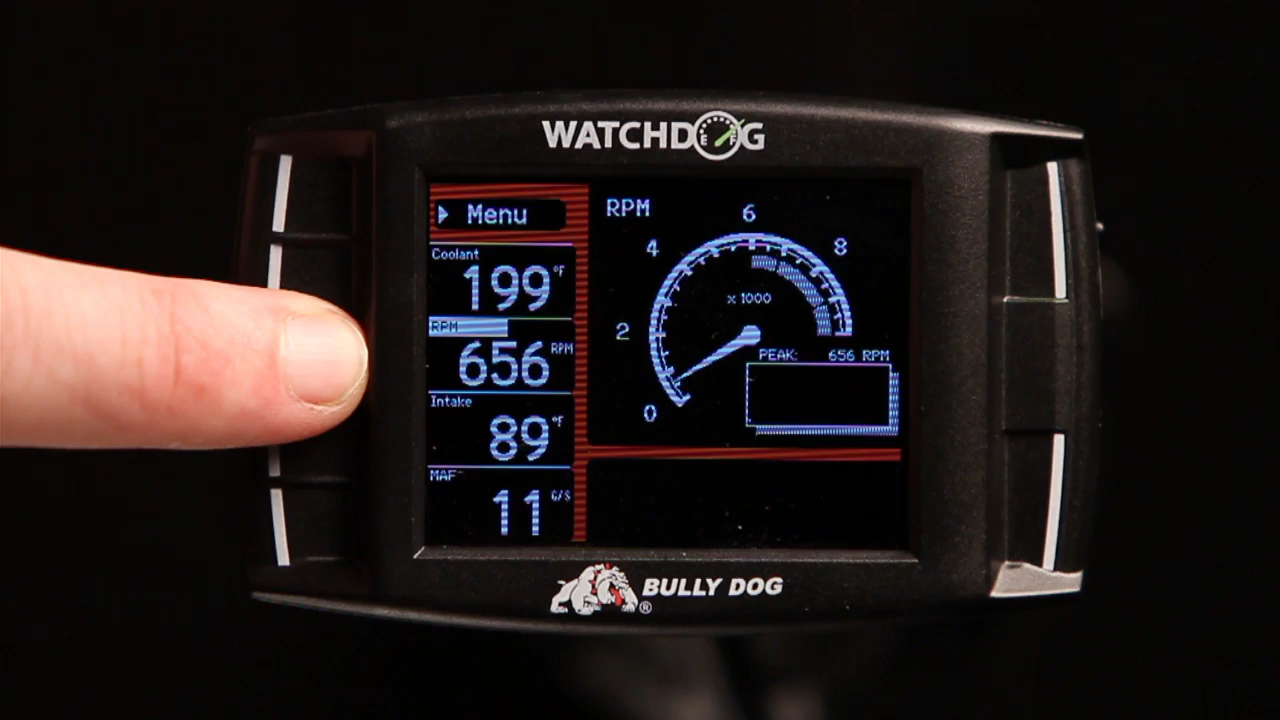 WATCHDOG
E F
Menu
Coolant
199 °F
RPM
656 RPM
Intake
89 °F
MAF
11 G/S
RPM
0 2 4 6 8
x 1000
PEAK: 656 RPM
BULLY DOG ®